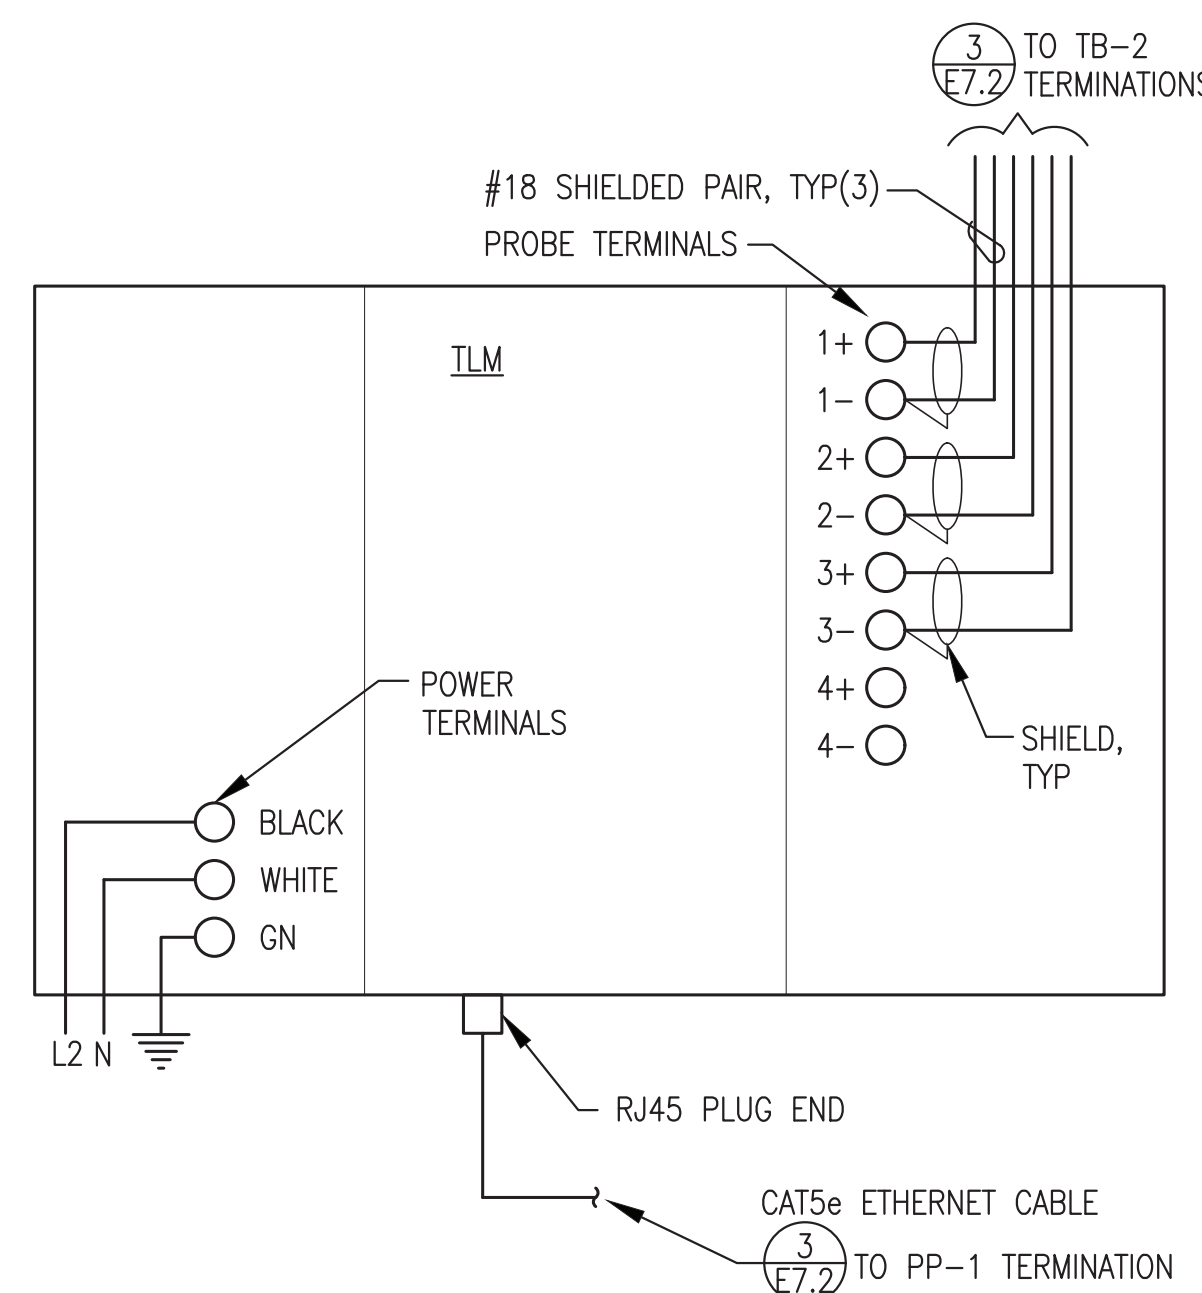 3
E7.2
TO TB-2
TERMINATIONS
#18 SHIELDED PAIR, TYP(3)
PROBE TERMINALS
TLM
1+
1-
2+
2-
3+
3-
4+
4-
POWER
TERMINALS
SHIELD,
TYP
BLACK
WHITE
GN
L2 N
RJ45 PLUG END
CAT5e ETHERNET CABLE
3
E7.2
TO PP-1 TERMINATION